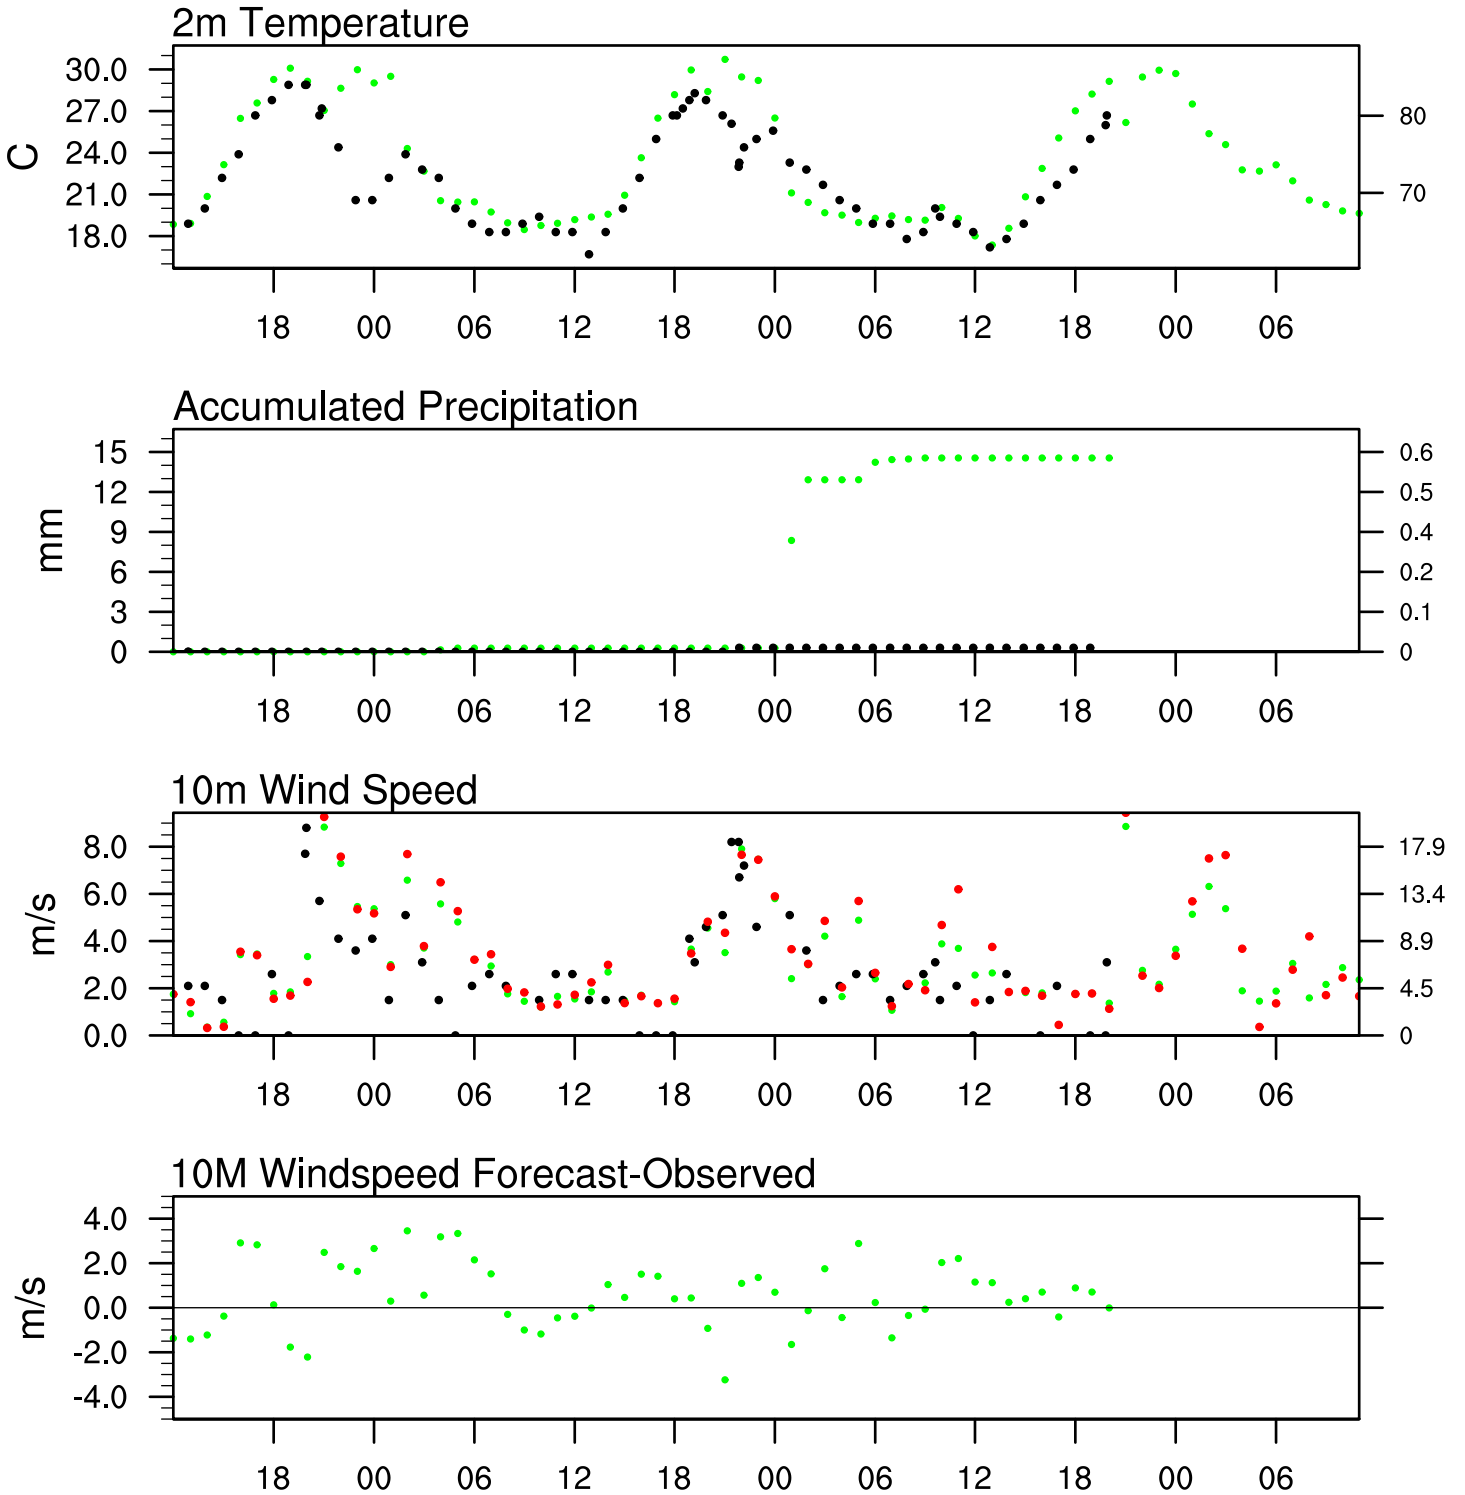 2m Temperature
30.0
27.0
24.0
21.0
18.0
C
80
70
18 00 06 12 18 00 06 12 18 00 06
Accumulated Precipitation
15
12
9
6
3
0
mm
0.6
0.5
0.4
0.2
0.1
0
18 00 06 12 18 00 06 12 18 00 06
10m Wind Speed
8.0
6.0
4.0
2.0
0.0
m/s
17.9
13.4
8.9
4.5
0
18 00 06 12 18 00 06 12 18 00 06
10M Windspeed Forecast-Observed
4.0
2.0
0.0
-2.0
-4.0
m/s
18 00 06 12 18 00 06 12 18 00 06